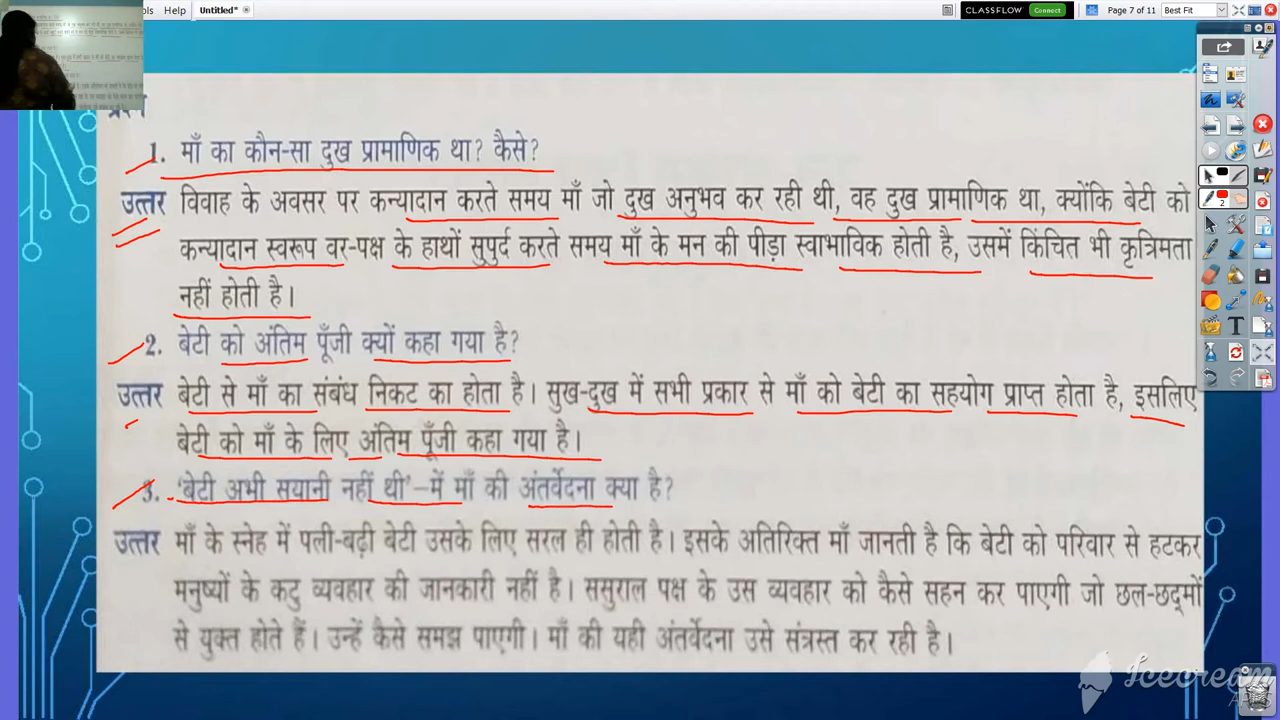 ols Help Untitled* CLASSFLOW Connect Page 7 of 11 Best Fit
1. माँ का कौन-सा दुख प्रामाणिक था? कैसे?
उत्तर विवाह के अवसर पर कन्यादान करते समय माँ जो दुख अनुभव कर रही थी, वह दुख प्रामाणिक था, क्योंकि बेटी को
कन्यादान स्वरूप वर-पक्ष के हाथों सुपुर्द करते समय माँ के मन की पीड़ा स्वाभाविक होती है, उसमें किंचित भी कृत्रिमता
नहीं होती है।
2. बेटी को अंतिम पूँजी क्यों कहा गया है?
उत्तर बेटी से माँ का संबंध निकट का होता है। सुख-दुख में सभी प्रकार से माँ को बेटी का सहयोग प्राप्त होता है, इसलिए
बेटी को माँ के लिए अंतिम पूँजी कहा गया है।
3. 'बेटी अभी सयानी नहीं थी'–में माँ की अंतर्वेदना क्या है?
उत्तर माँ के स्नेह में पली-बढ़ी बेटी उसके लिए सरल ही होती है। इसके अतिरिक्त माँ जानती है कि बेटी को परिवार से हटकर
मनुष्यों के कटु व्यवहार की जानकारी नहीं है। ससुराल पक्ष के उस व्यवहार को कैसे सहन कर पाएगी जो छल-छद्मों
से युक्त होते हैं। उन्हें कैसे समझ पाएगी। माँ की यही अंतर्वेदना उसे संत्रस्त कर रही है।
2
Icecream
APPS